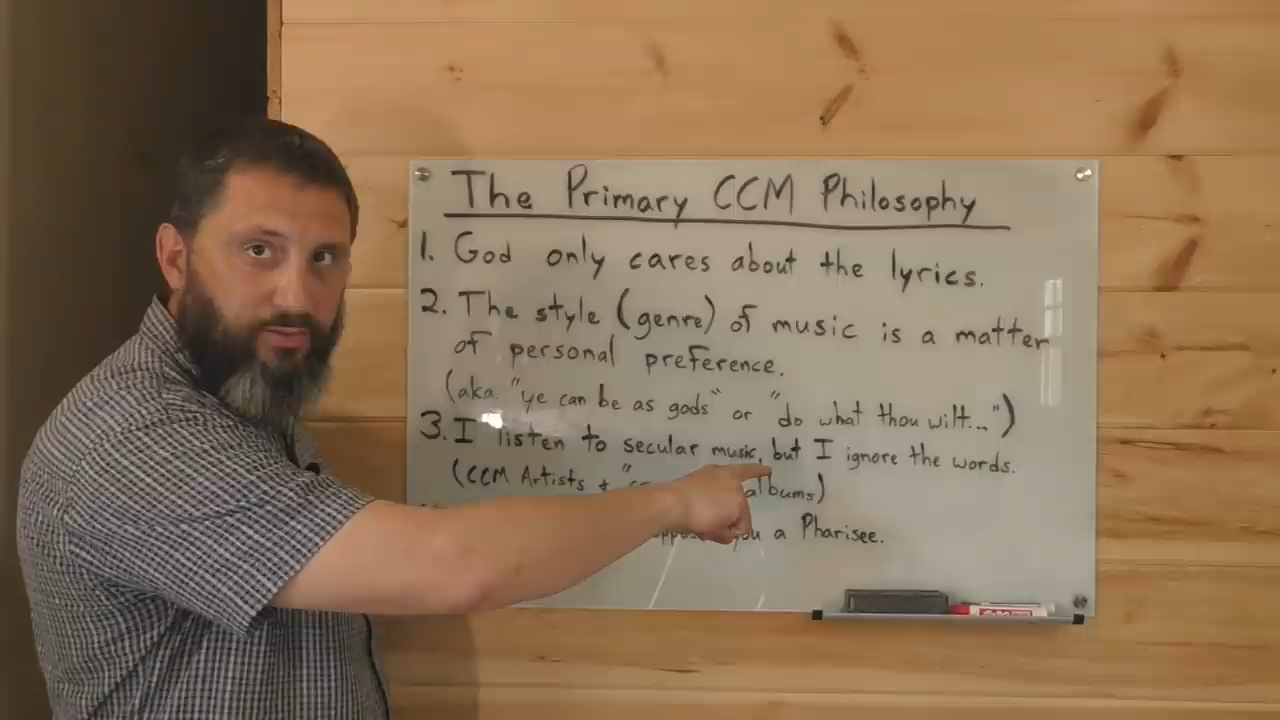 The Primary CCM Philosophy
1. God only cares about the lyrics.
2. The style (genre) of music is a matter
of personal preference.
(aka "ye can be as gods" or "do what thou wilt...")
3. I listen to secular music, but I ignore the words.
(CCM Artists + " albums)
you a Pharisee.